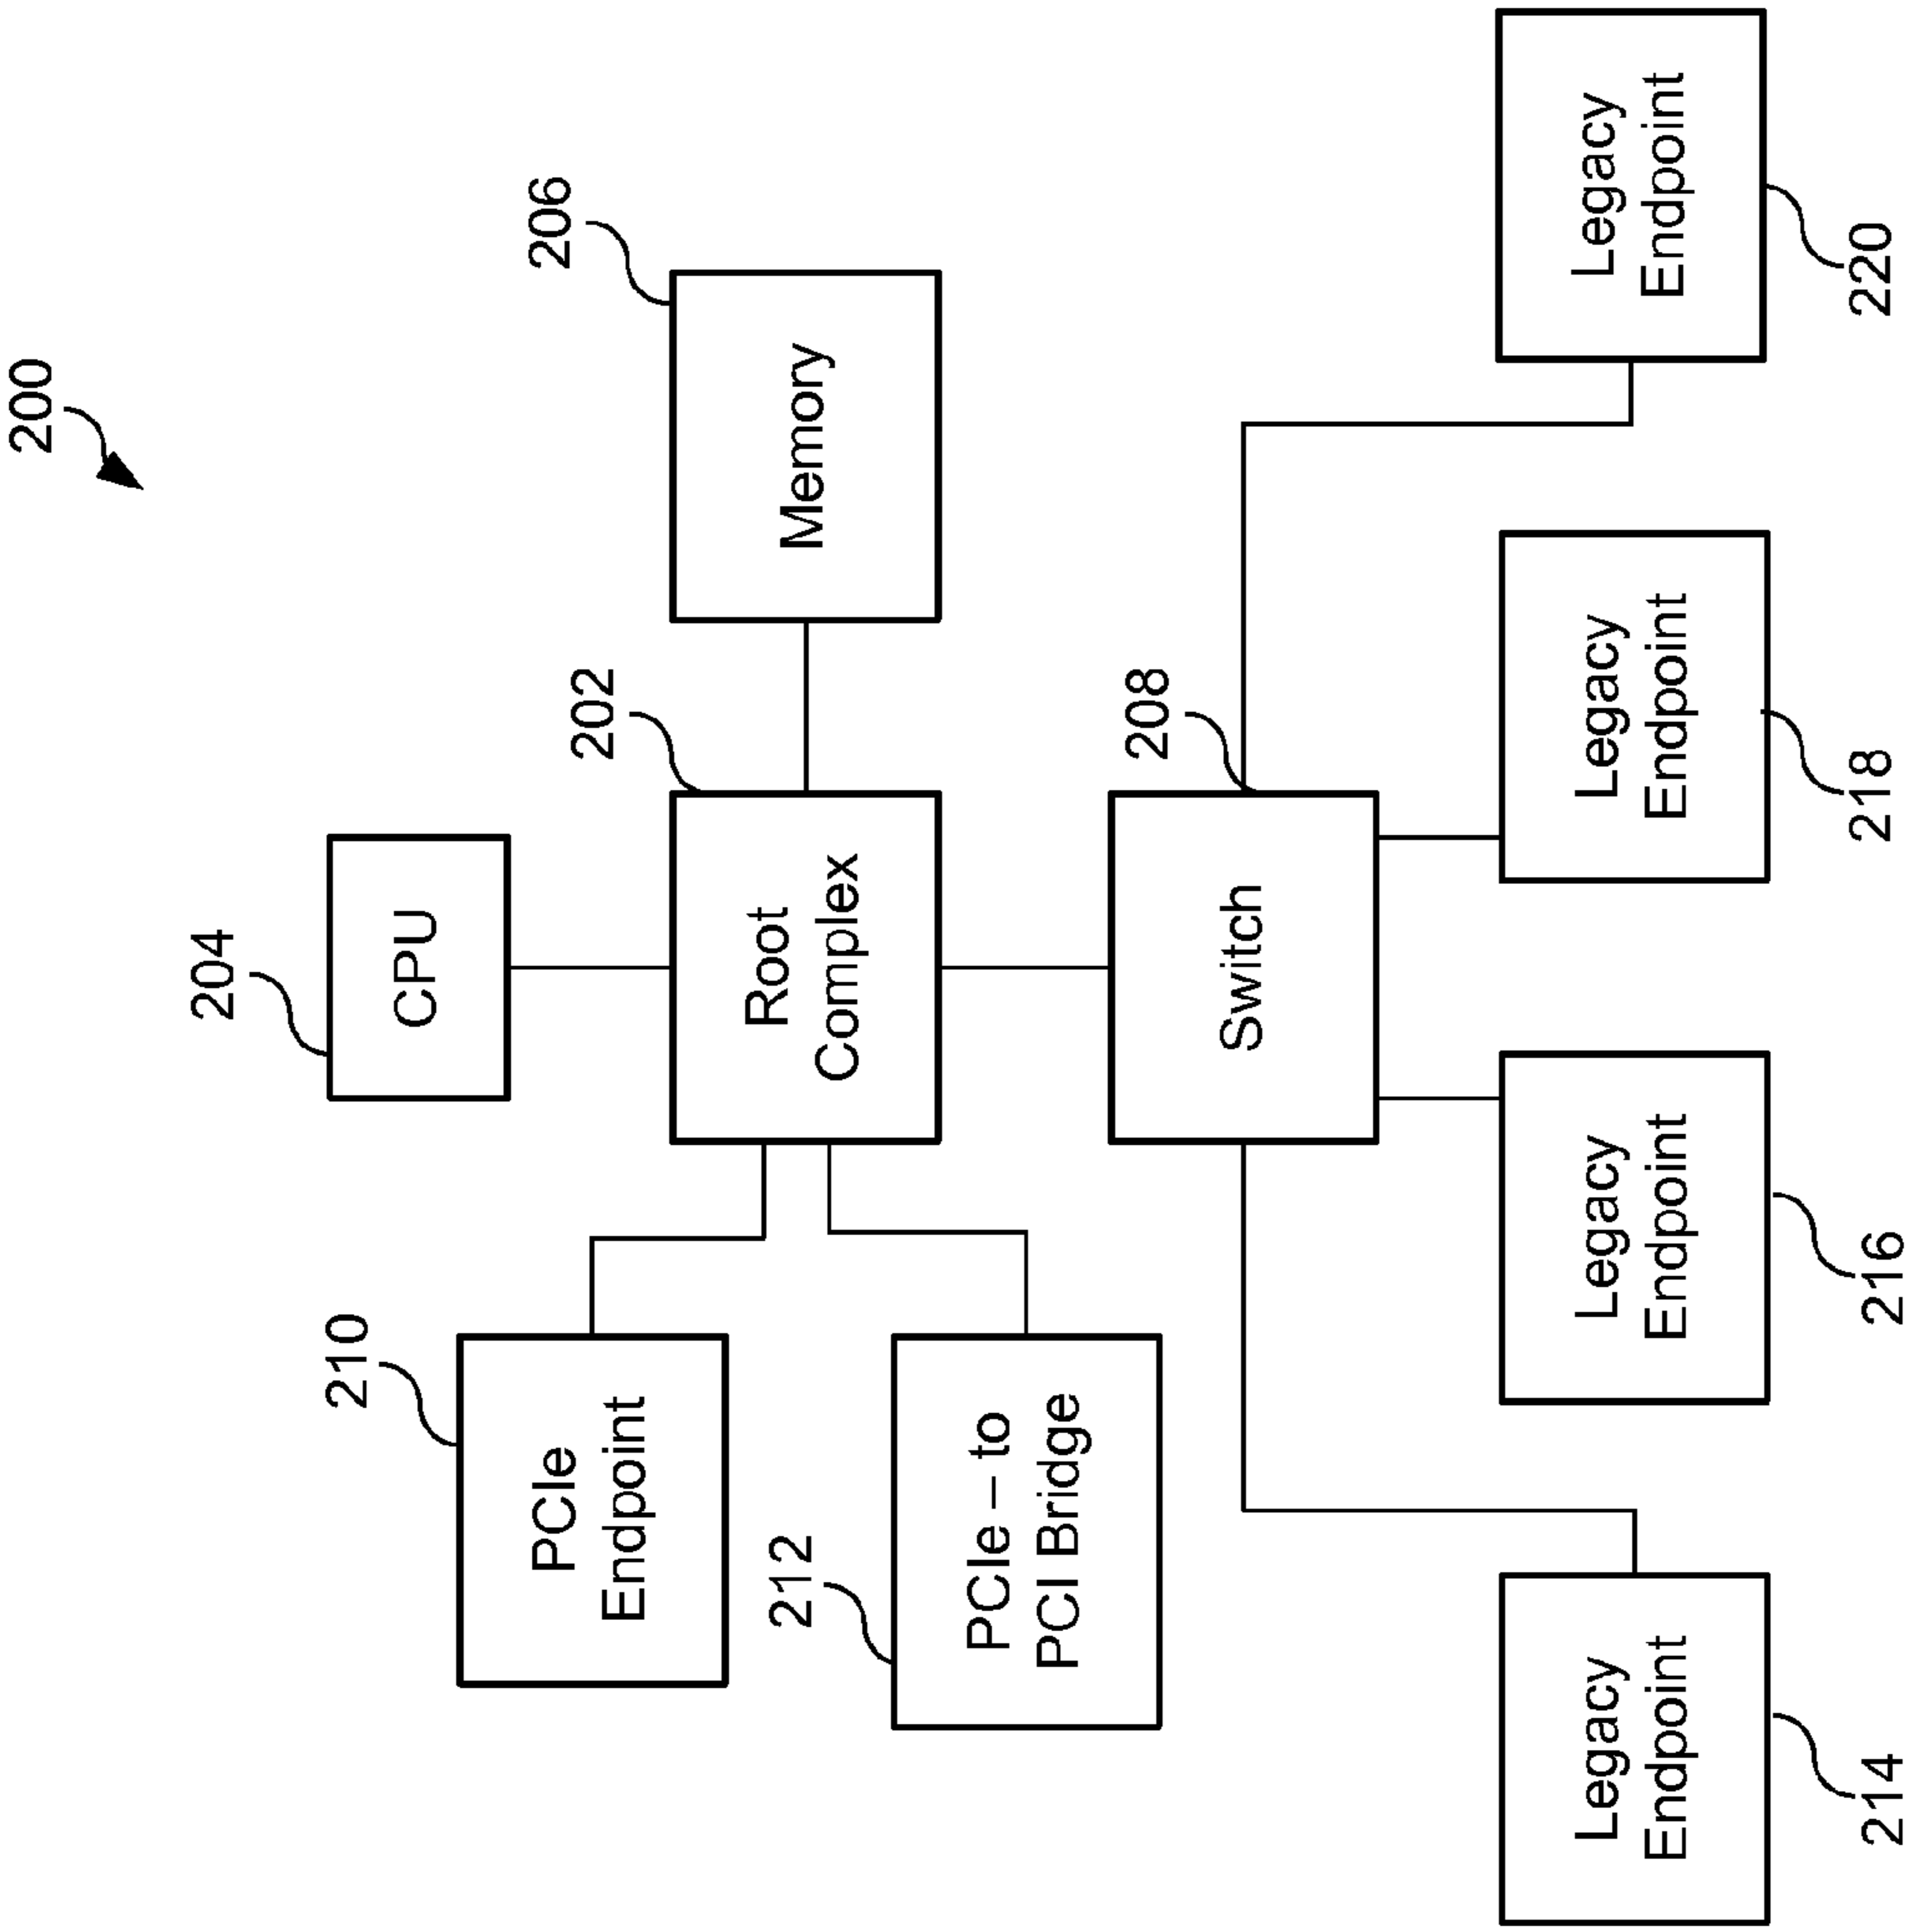 200
204
CPU
210
PCIe
Endpoint
202
Root
Complex
206
Memory
212
PCIe – to
PCI Bridge
208
Switch
Legacy
Endpoint
214
Legacy
Endpoint
216
Legacy
Endpoint
218
Legacy
Endpoint
220